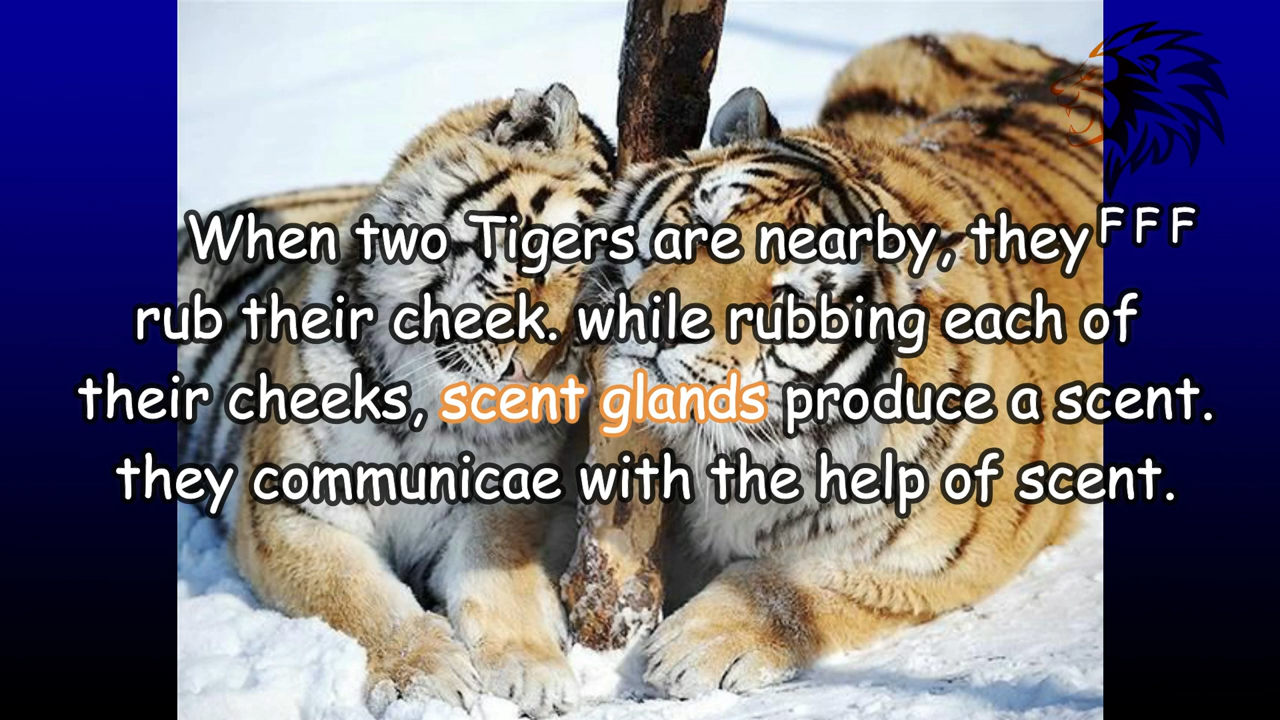 When two Tigers are nearby, they
FFF
rub their cheek. while rubbing each of
their cheeks, scent glands produce a scent.
they communicae with the help of scent.